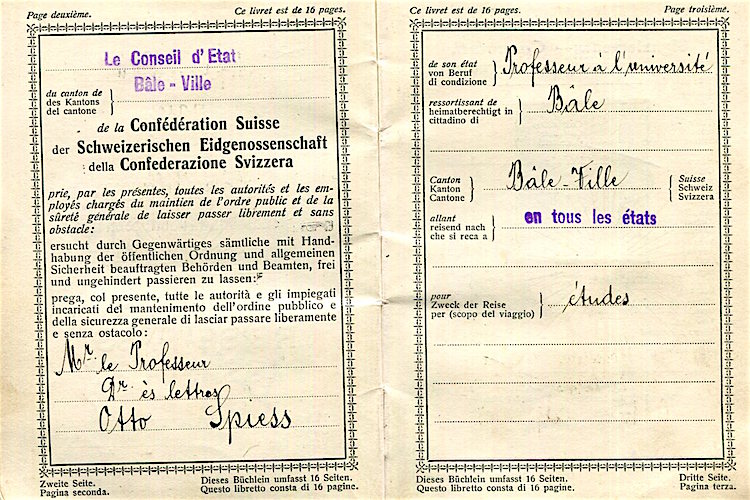 Page deuxième.
Ce livret est de 16 pages.
Le Conseil d'Etat
Bâle - Ville
du canton de
des Kantons
del cantone
de la Confédération Suisse
der Schweizerischen Eidgenossenschaft
della Confederazione Svizzera
prie, par les présentes, toutes les autorités et les em-
ployés chargés du maintien de l'ordre public et de la
sûreté générale de laisser passer librement et sans
obstacle:
ersucht durch Gegenwärtiges sämtliche mit Hand-
habung der öffentlichen Ordnung und allgemeinen
Sicherheit beauftragten Behörden und Beamten, frei
und ungehindert passieren zu lassen:
prega, col presente, tutte le autorità e gli impiegati
incaricati del mantenimento dell'ordine pubblico e
della sicurezza generale di lasciar passare liberamente
e senza ostacolo:
Mr. le Professeur
Dr. ès lettres
Otto Spiess
Zweite Seite.
Pagina seconda.
Dieses Büchlein umfasst 16 Seiten.
Questo libretto consta di 16 pagine.
Ce livret est de 16 pages.
Page troisième.
de son état
von Beruf
di condizione
Professeur à l'université
ressortissant de
heimatberechtigt in
cittadino di
Bâle
Canton
Kanton
Cantone
Bâle-Ville
Suisse
Schweiz
Svizzera
allant
reisend nach
che si reca a
en tous les états
pour
Zweck der Reise
per (scopo del viaggio)
études
Dieses Büchlein umfasst 16 Seiten.
Questo libretto consta di 16 pagine.
Dritte Seite.
Pagina terza.